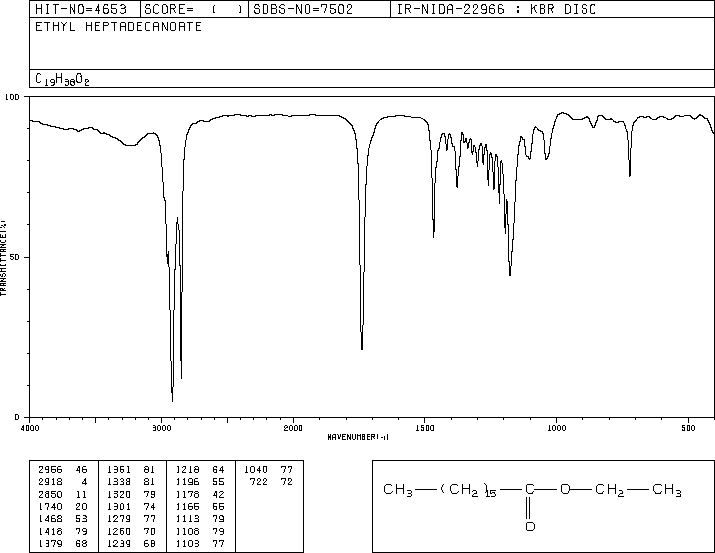 HIT-NO=4653 SCORE= ( ) SDBS-NO=7502 IR-NIDA-22966 : KBR DISC
ETHYL HEPTADECANOATE
C19H38O2
100
50
0
TRANSMITTANCE(%)
4000 3000 2000 1500 1000 500
WAVENUMBER(-1)
2956 46 1361 81 1218 64 1040 77
2918 4 1338 81 1196 55 722 72
2850 11 1320 79 1178 42
1740 20 1301 74 1166 55
1468 53 1279 77 1113 79
1418 79 1260 70 1108 79
1379 68 1239 68 1103 77
CH3 (CH2)15 C O CH2 CH3
O